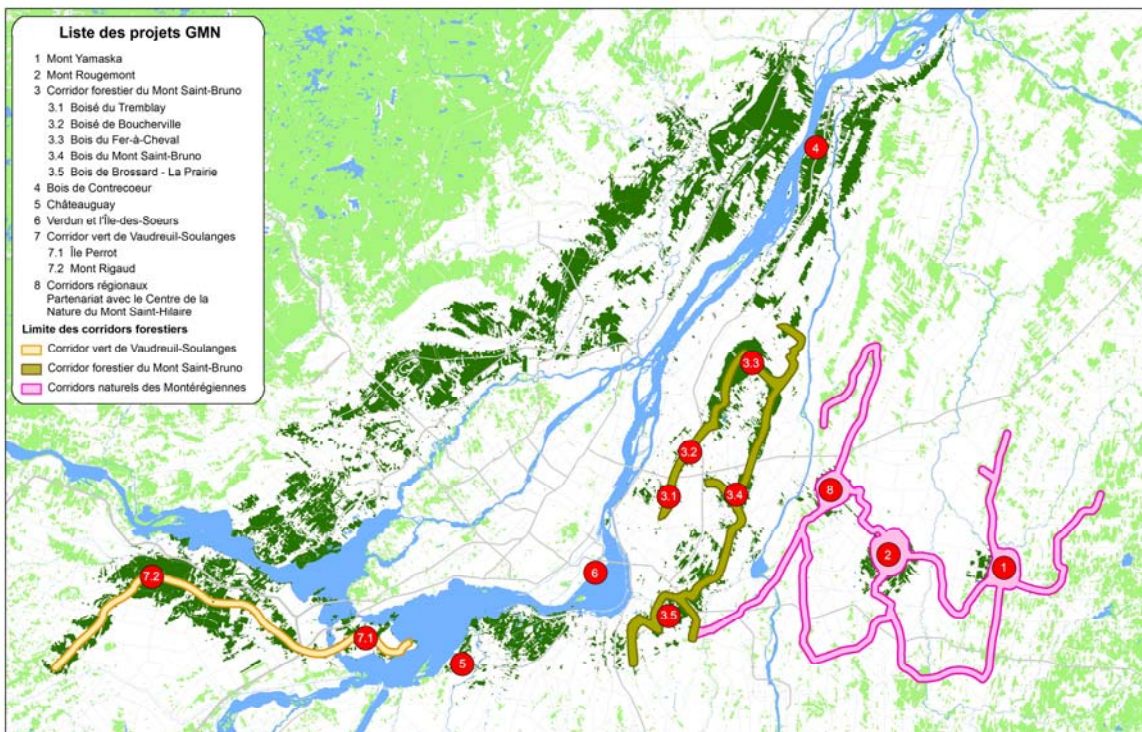 Liste des projets GMN
1 Mont Yamaska
2 Mont Rougemont
3 Corridor forestier du Mont Saint-Bruno
3.1 Boisé du Tremblay
3.2 Boisé de Boucherville
3.3 Bois du Fer-à-Cheval
3.4 Bois du Mont Saint-Bruno
3.5 Bois de Brossard - La Prairie
4 Bois de Contrecoeur
5 Châteauguay
6 Verdun et l'Île-des-Soeurs
7 Corridor vert de Vaudreuil-Soulanges
7.1 Île Perrot
7.2 Mont Rigaud
8 Corridors régionaux
Partenariat avec le Centre de la
Nature du Mont Saint-Hilaire
Limite des corridors forestiers
Corridor vert de Vaudreuil-Soulanges
Corridor forestier du Mont Saint-Bruno
Corridors naturels des Montérégiennes
4
3.3
3.2
3.1
3.4
8
2
1
6
7.2
3.5
7.1
5